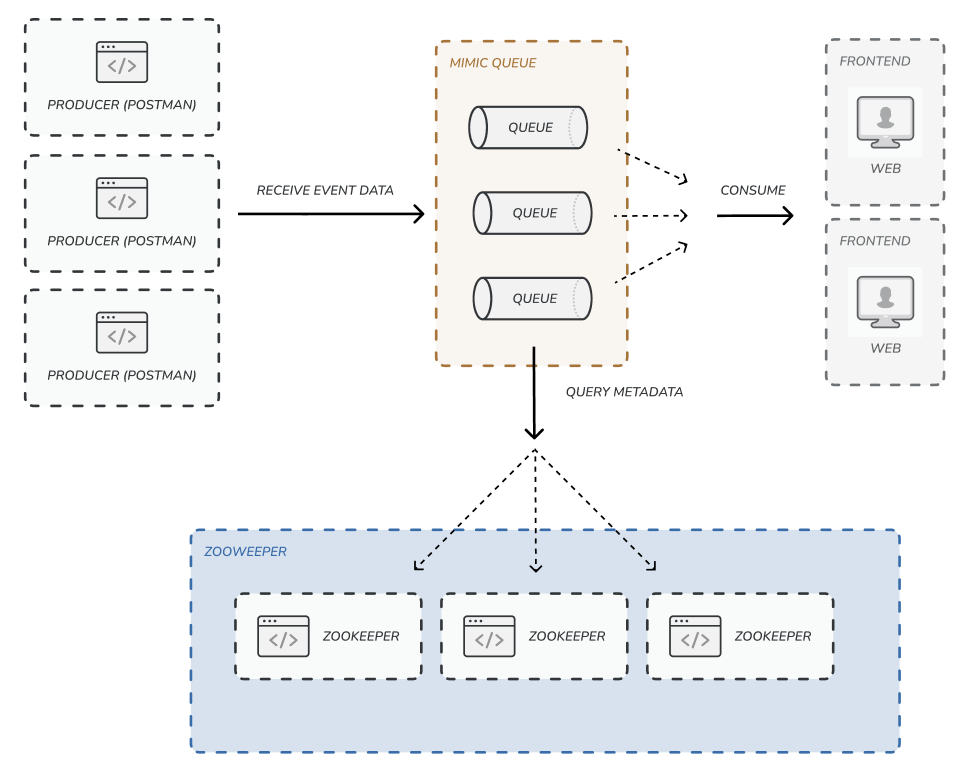 PRODUCER (POSTMAN)
PRODUCER (POSTMAN)
PRODUCER (POSTMAN)
RECEIVE EVENT DATA
MIMIC QUEUE
QUEUE
QUEUE
QUEUE
CONSUME
FRONTEND
WEB
FRONTEND
WEB
QUERY METADATA
ZOOWEEPER
ZOOKEEPER
ZOOKEEPER
ZOOKEEPER